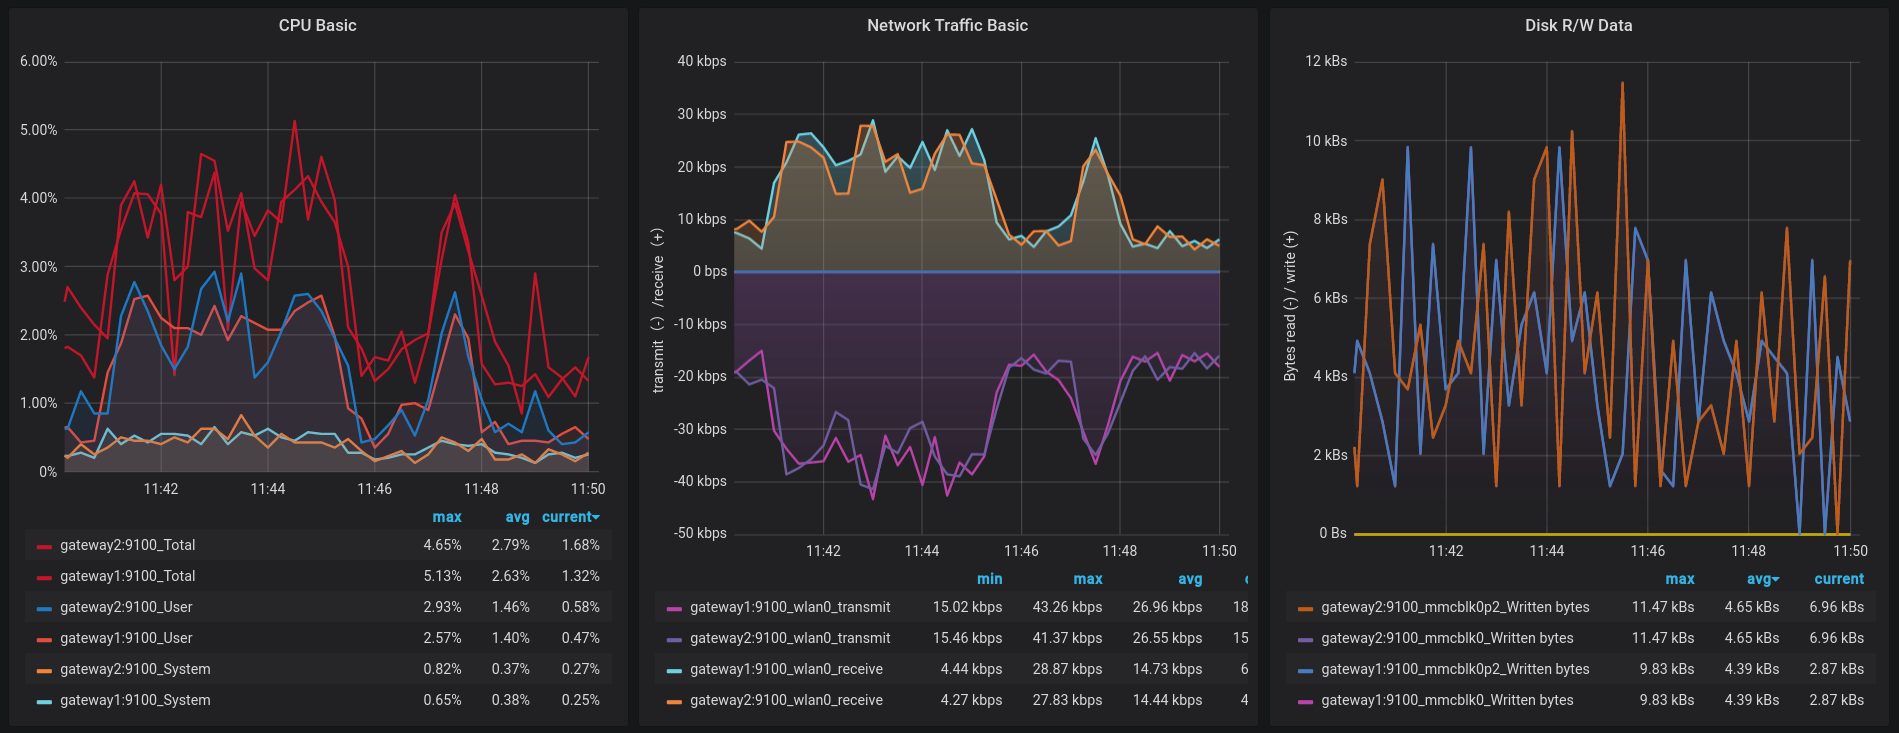 CPU Basic
6.00%
5.00%
4.00%
3.00%
2.00%
1.00%
0%
11:42 11:44 11:46 11:48 11:50
max avg current
gateway2:9100_Total 4.65% 2.79% 1.68%
gateway1:9100_Total 5.13% 2.63% 1.32%
gateway2:9100_User 2.93% 1.46% 0.58%
gateway1:9100_User 2.57% 1.40% 0.47%
gateway2:9100_System 0.82% 0.37% 0.27%
gateway1:9100_System 0.65% 0.38% 0.25%
Network Traffic Basic
transmit (-) /receive (+)
40 kbps
30 kbps
20 kbps
10 kbps
0 bps
-10 kbps
-20 kbps
-30 kbps
-40 kbps
-50 kbps
11:42 11:44 11:46 11:48 11:50
min max avg
gateway1:9100_wlan0_transmit 15.02 kbps 43.26 kbps 26.96 kbps 18
gateway2:9100_wlan0_transmit 15.46 kbps 41.37 kbps 26.55 kbps 15
gateway1:9100_wlan0_receive 4.44 kbps 28.87 kbps 14.73 kbps 6
gateway2:9100_wlan0_receive 4.27 kbps 27.83 kbps 14.44 kbps 4
Disk R/W Data
Bytes read (-) / write (+)
12 kBs
10 kBs
8 kBs
6 kBs
4 kBs
2 kBs
0 Bs
11:42 11:44 11:46 11:48 11:50
max avg current
gateway2:9100_mmcblk0p2_Written bytes 11.47 kBs 4.65 kBs 6.96 kBs
gateway2:9100_mmcblk0_Written bytes 11.47 kBs 4.65 kBs 6.96 kBs
gateway1:9100_mmcblk0p2_Written bytes 9.83 kBs 4.39 kBs 2.87 kBs
gateway1:9100_mmcblk0_Written bytes 9.83 kBs 4.39 kBs 2.87 kBs